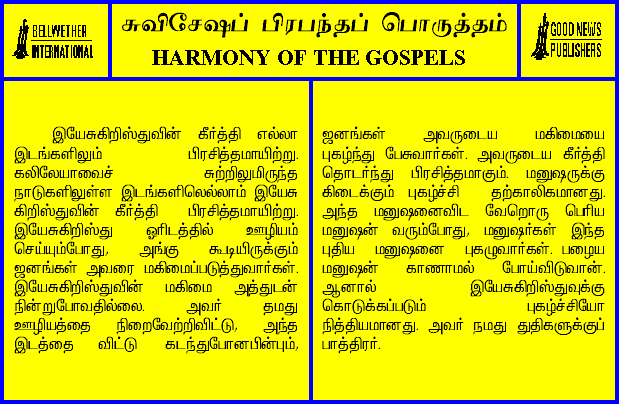 BELLWETHER
INTERNATIONAL
சுவிசேஷப் பிரபந்தப் பொருத்தம்
HARMONY OF THE GOSPELS
GOOD NEWS
PUBLISHERS
இயேசுகிறிஸ்துவின் கீர்த்தி எல்லா
இடங்களிலும் பிரசித்தமாயிற்று.
கலிலேயாவைச் சுற்றிலுமிருந்த
நாடுகளிலுள்ள இடங்களிலெல்லாம் இயேசு
கிறிஸ்துவின் கீர்த்தி பிரசித்தமாயிற்று.
இயேசுகிறிஸ்து ஓரிடத்தில் ஊழியம்
செய்யும்போது, அங்கு கூடியிருக்கும்
ஜனங்கள் அவரை மகிமைப்படுத்துவார்கள்.
இயேசுகிறிஸ்துவின் மகிமை அத்துடன்
நின்றுபோவதில்லை. அவர் தமது
ஊழியத்தை நிறைவேற்றிவிட்டு, அந்த
இடத்தை விட்டு கடந்துபோனபின்பும்,
ஜனங்கள் அவருடைய மகிமையை
புகழ்ந்து பேசுவார்கள். அவருடைய கீர்த்தி
தொடர்ந்து பிரசித்தமாகும். மனுஷருக்கு
கிடைக்கும் புகழ்ச்சி தற்காலிகமானது.
அந்த மனுஷனைவிட வேறொரு பெரிய
மனுஷன் வரும்போது, மனுஷர்கள் இந்த
புதிய மனுஷனை புகழுவார்கள். பழைய
மனுஷன் காணாமல் போய்விடுவான்.
ஆனால் இயேசுகிறிஸ்துவுக்கு
கொடுக்கப்படும் புகழ்ச்சியோ
நித்தியமானது. அவர் நமது துதிகளுக்குப்
பாத்திரர்.